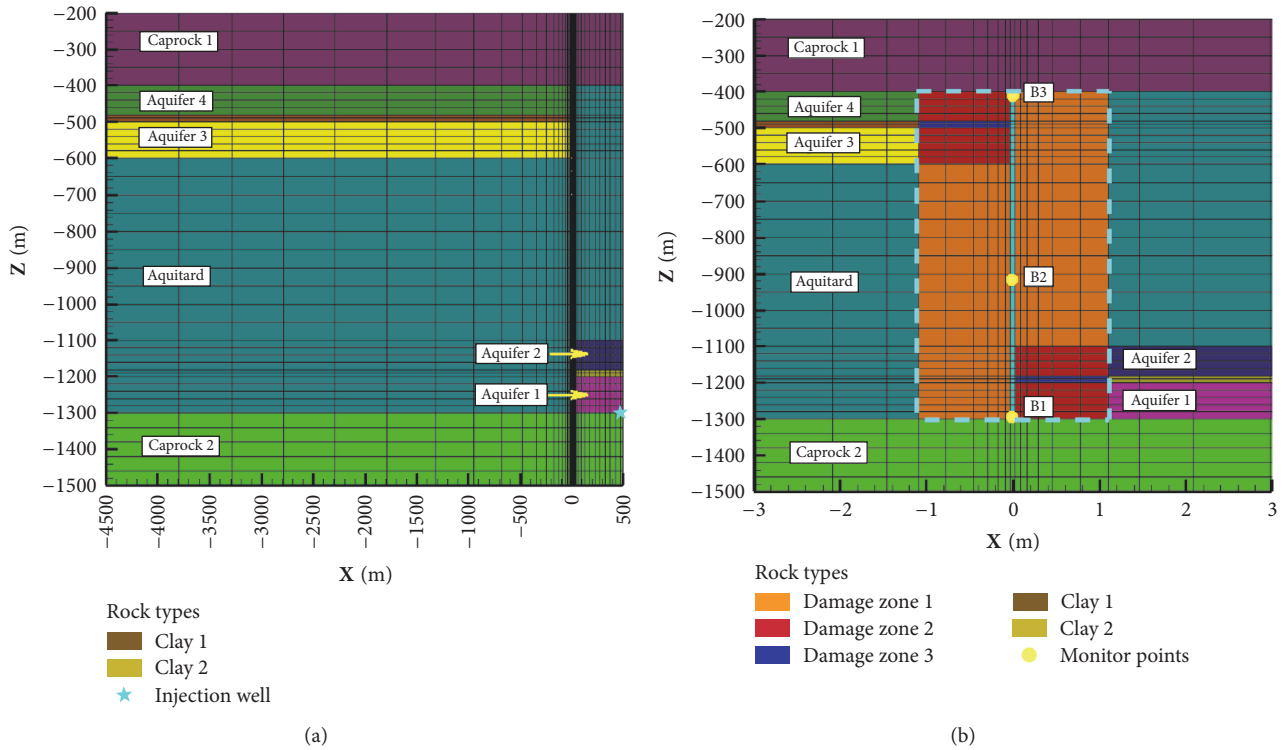 −200
−300
−400
−500
−600
−700
−800
−900
−1000
−1100
−1200
−1300
−1400
−1500
Z (m)
Caprock 1
Aquifer 4
Aquifer 3
Aquitard
Aquifer 2
Aquifer 1
Caprock 2
−4500
−4000
−3500
−3000
−2500
−2000
−1500
−1000
−500
0
500
X (m)
Rock types
Clay 1
Clay 2
Injection well
(a)
−200
−300
−400
−500
−600
−700
−800
−900
−1000
−1100
−1200
−1300
−1400
−1500
Z (m)
Caprock 1
B3
Aquifer 4
Aquifer 3
Aquitard
B2
Aquifer 2
B1
Aquifer 1
Caprock 2
−3 −2 −1 0 1 2 3
X (m)
Rock types
Damage zone 1
Damage zone 2
Damage zone 3
Clay 1
Clay 2
Monitor points
(b)